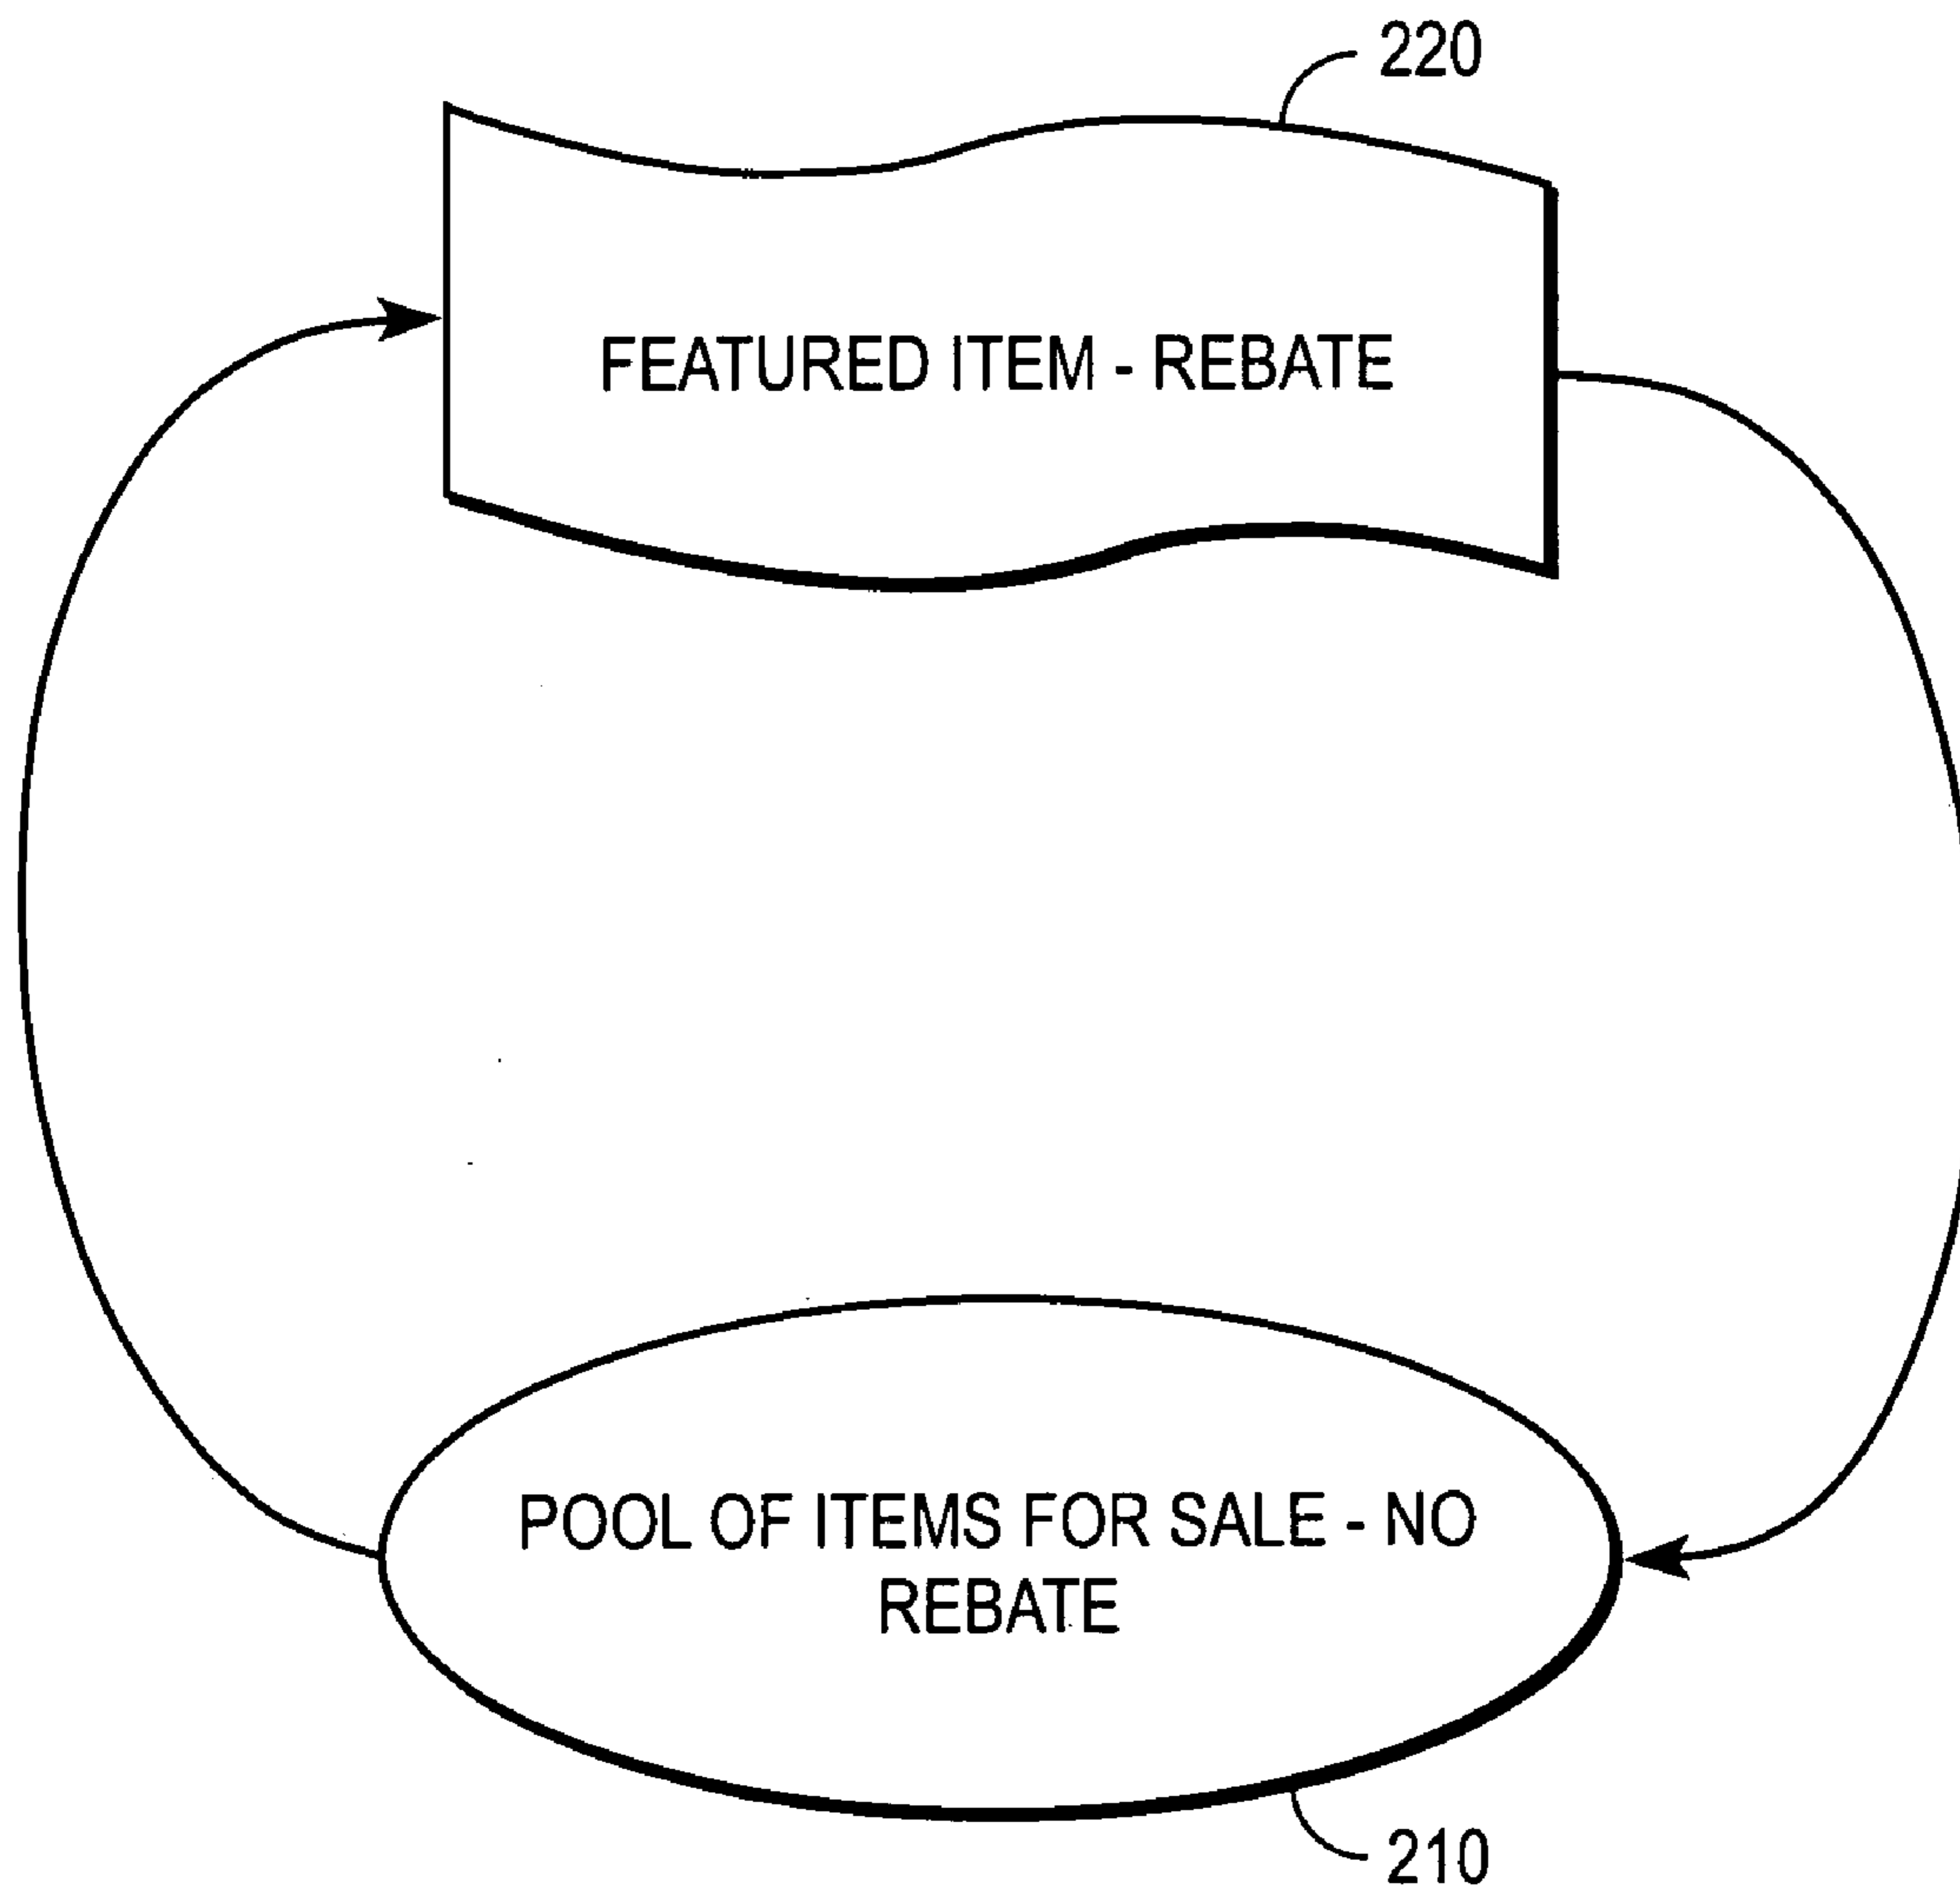 220
FEATURED ITEM - REBATE
POOL OF ITEMS FOR SALE - NO
REBATE
210